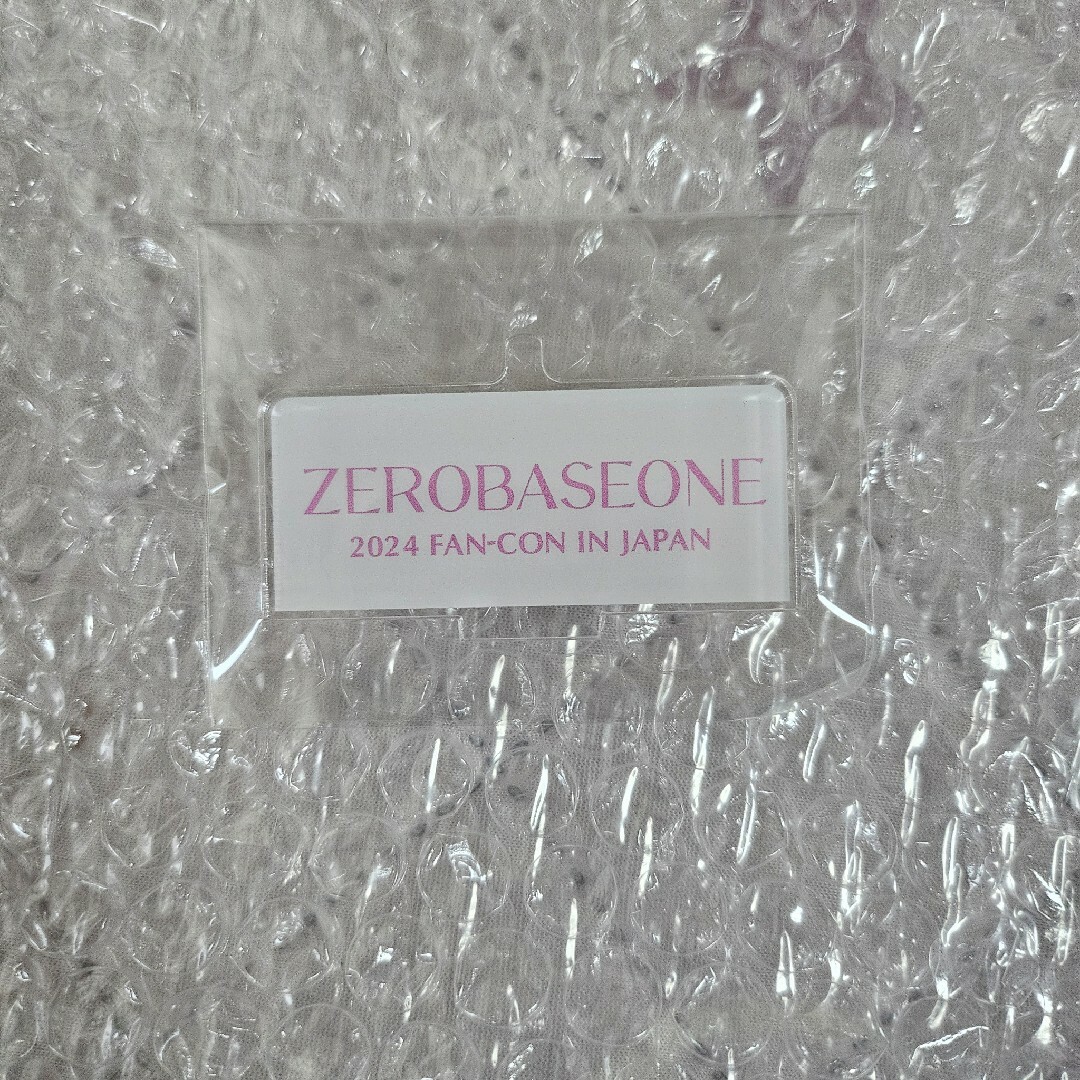 ZEROBASEONE
2024 FAN-CON IN JAPAN